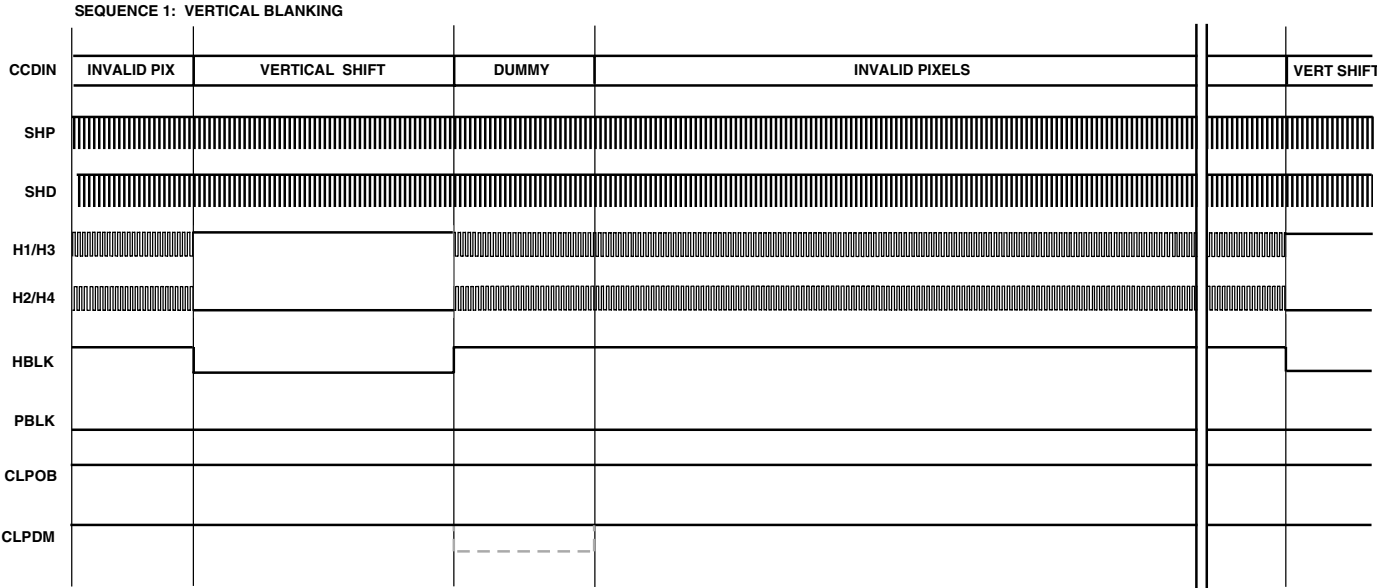 SEQUENCE 1: VERTICAL BLANKING
CCDIN INVALID PIX VERTICAL SHIFT DUMMY INVALID PIXELS VERT SHIFT
SHP
SHD
H1/H3
H2/H4
HBLK
PBLK
CLPOB
CLPDM